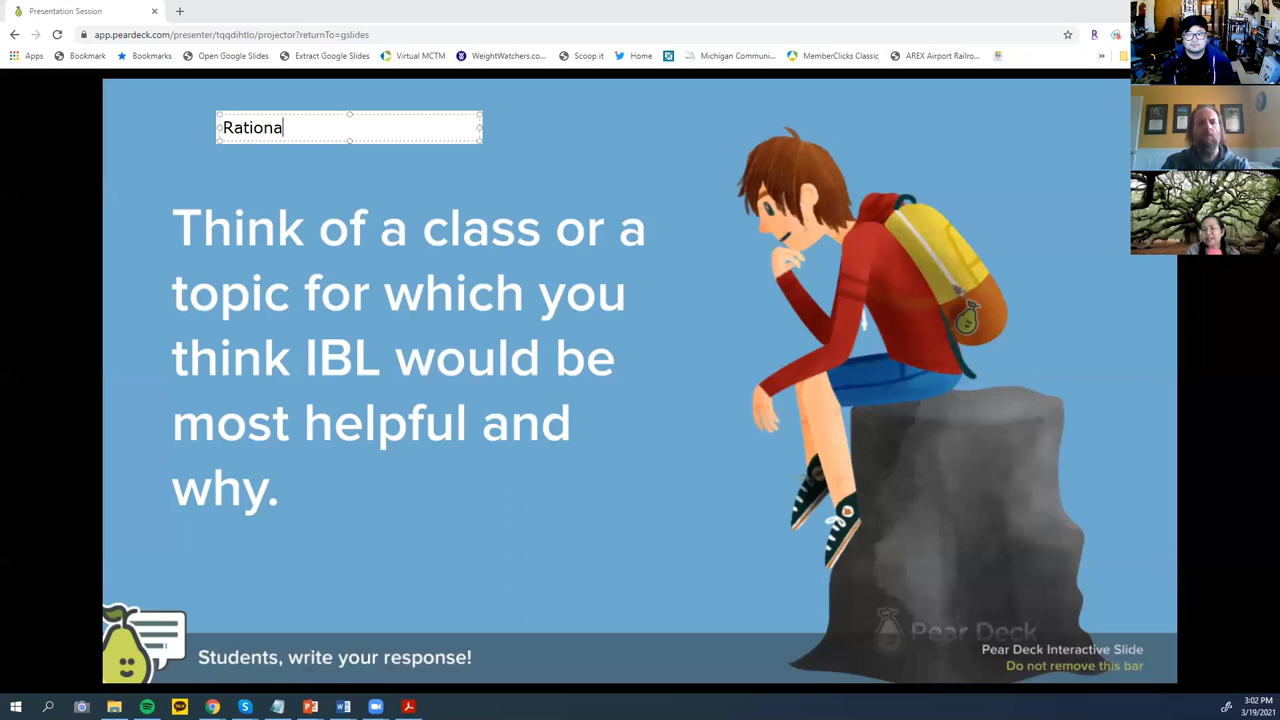 Presentation Session
app.peardeck.com/presenter/tqqdihtlo/projector?returnTo=gslides
R
Apps
Bookmark
Bookmarks
Open Google Slides
Extract Google Slides
Virtual MCTM
WeightWatchers.co...
Scoop it
Home
Michigan Communi...
MemberClicks Classic
AREX Airport Railro...
»
Rationa
Think of a class or a
topic for which you
think IBL would be
most helpful and
why.
Pear Deck
Students, write your response!
Pear Deck Interactive Slide
Do not remove this bar
TALK
3:02 PM
3/19/2021